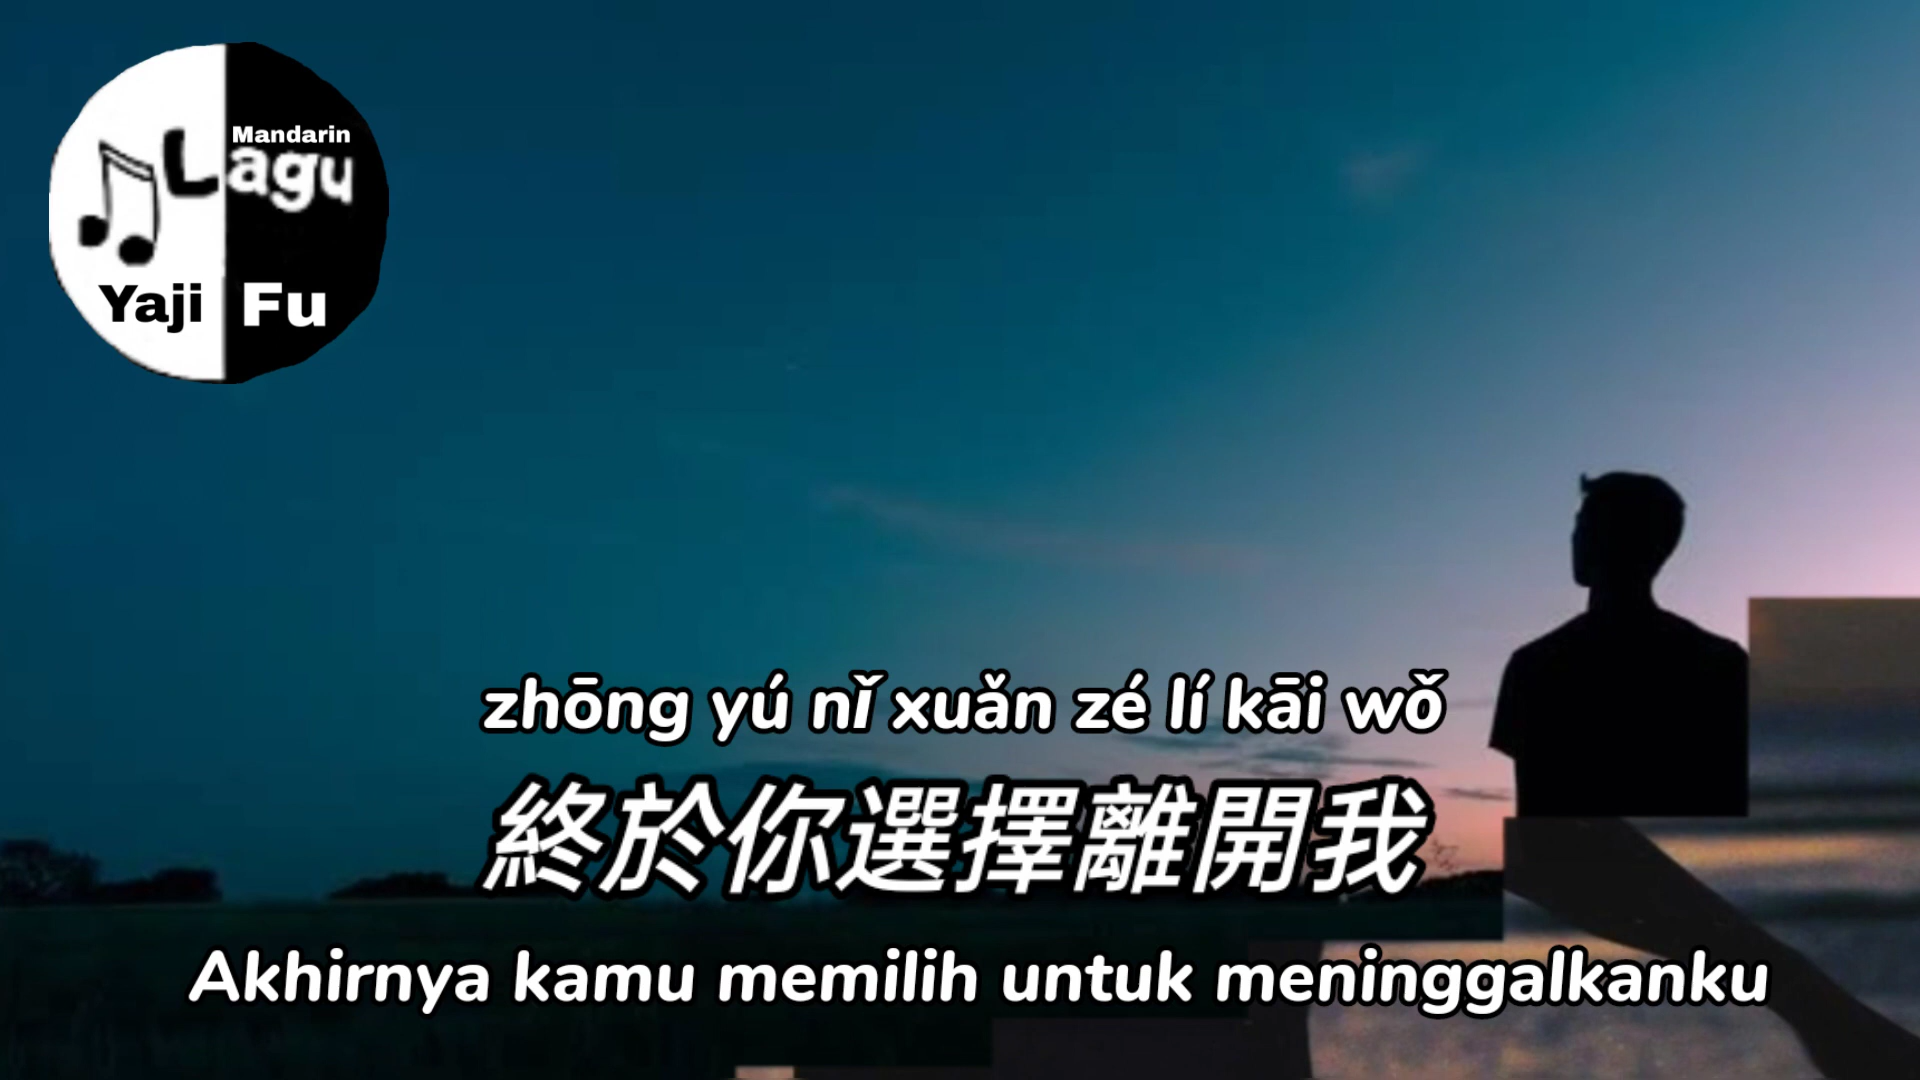 Mandarin
Lagu
Yaji Fu
zhōng yú nǐ xuǎn zé lí kāi wǒ
終於你選擇離開我
Akhirnya kamu memilih untuk meninggalkanku